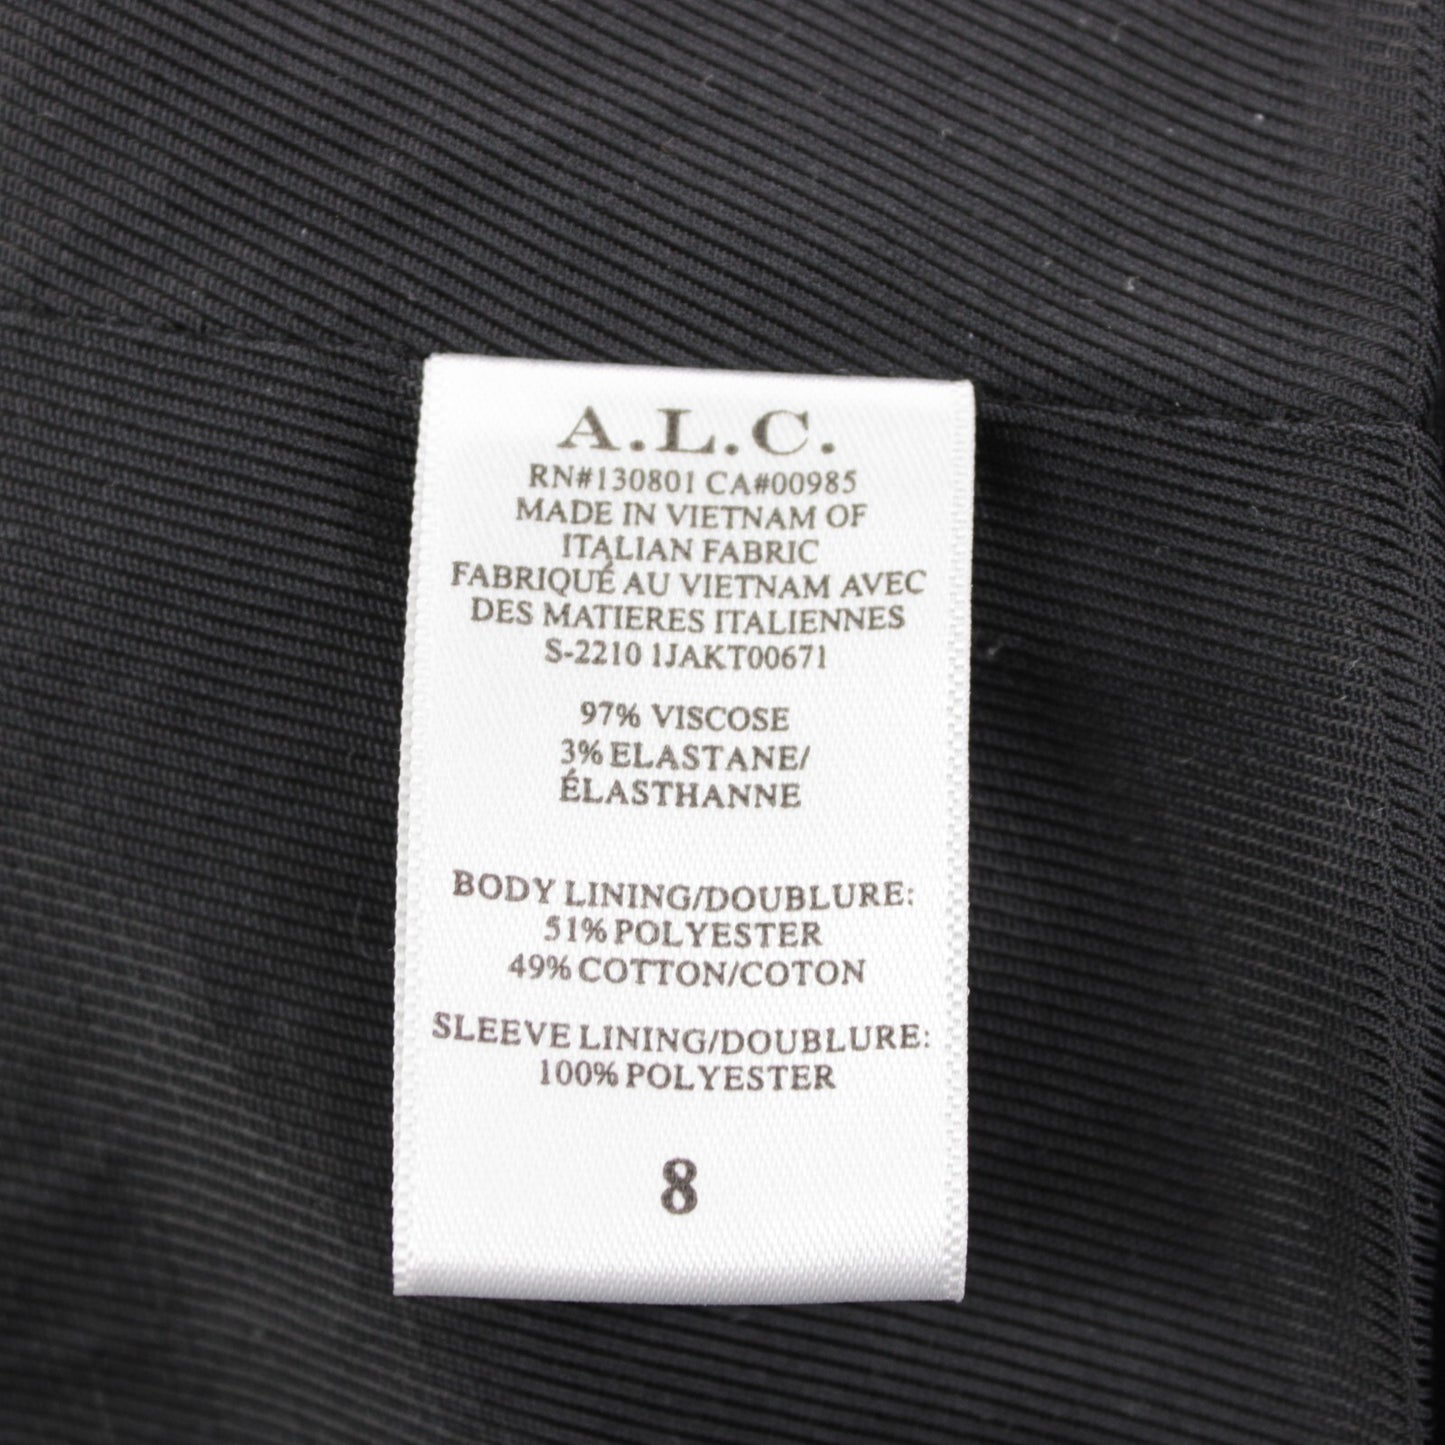 A.L.C.
RN#130801 CA#00985
MADE IN VIETNAM OF
ITALIAN FABRIC
FABRIQUÉ AU VIETNAM AVEC
DES MATIERES ITALIENNES
S-2210 1JAKT00671
97% VISCOSE
3% ELASTANE/
ÉLASTHANNE
BODY LINING/DOUBLURE:
51% POLYESTER
49% COTTON/COTON
SLEEVE LINING/DOUBLURE:
100% POLYESTER
8